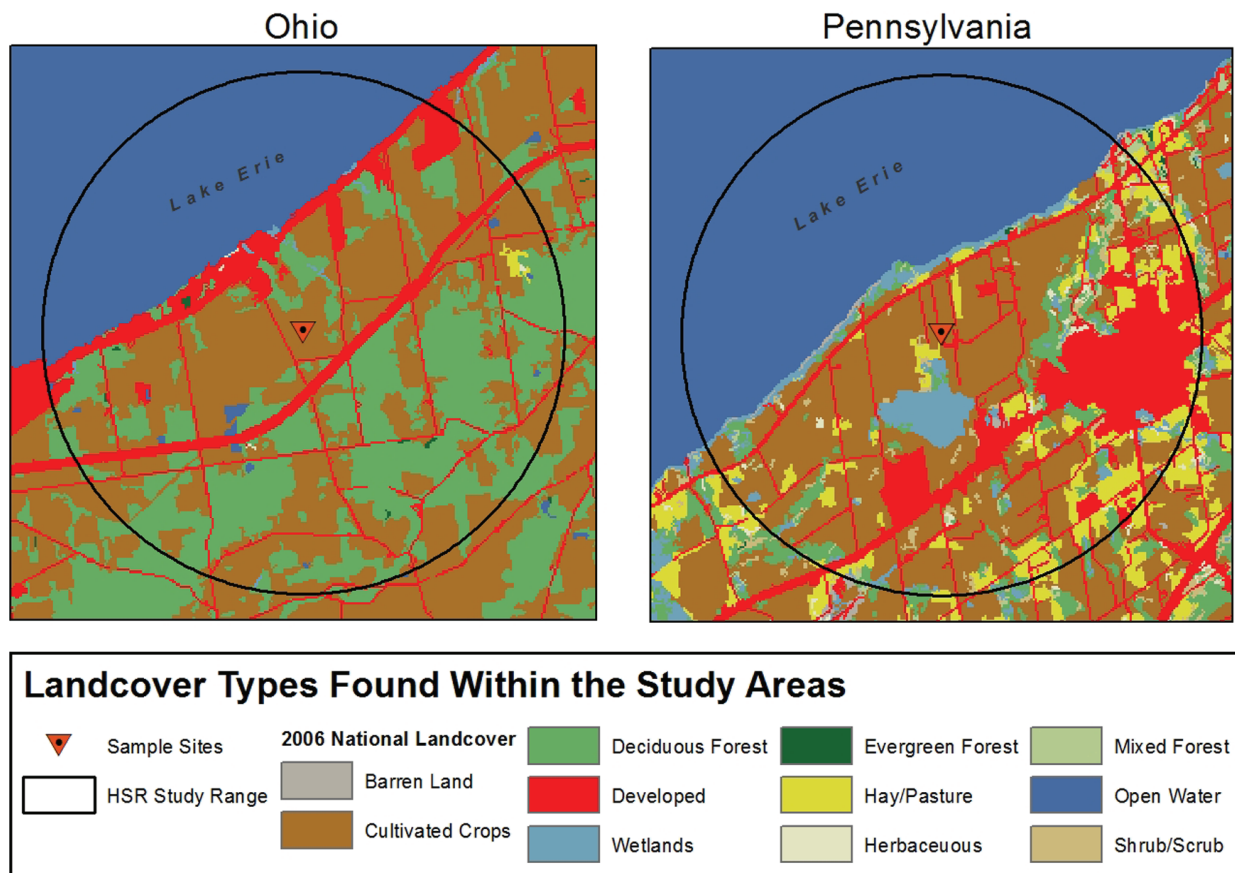 Ohio
Pennsylvania
Lake Erie
Lake Erie
Landcover Types Found Within the Study Areas
Sample Sites
HSR Study Range
2006 National Landcover
Barren Land
Cultivated Crops
Deciduous Forest
Developed
Wetlands
Evergreen Forest
Hay/Pasture
Herbaceuous
Mixed Forest
Open Water
Shrub/Scrub